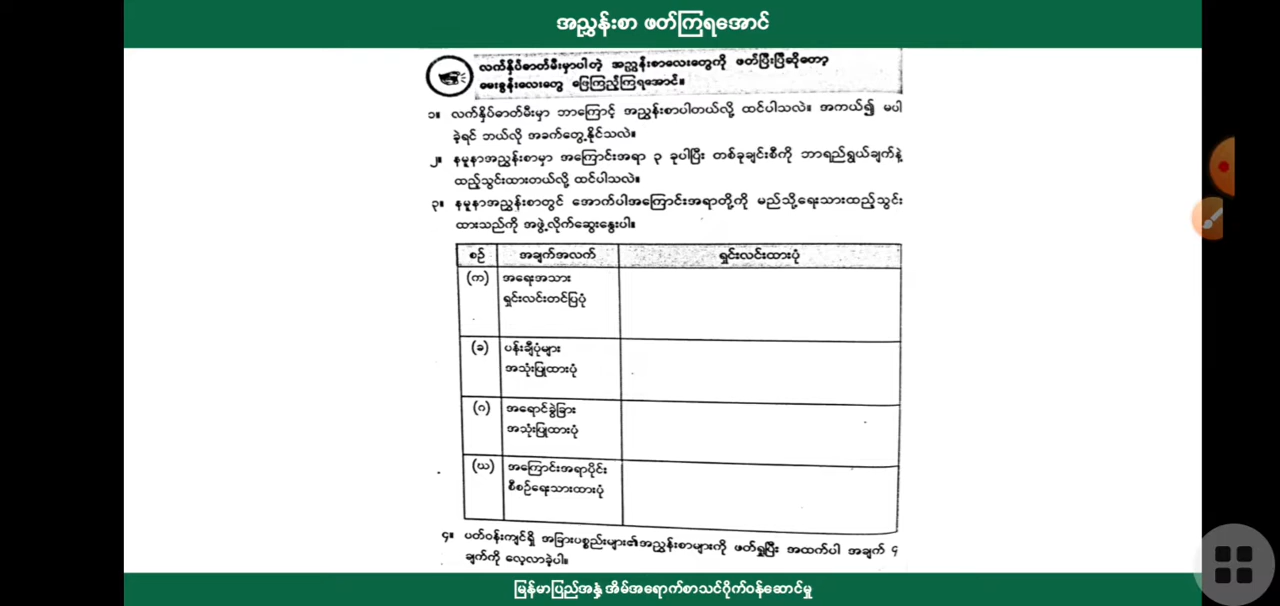 အညွှန်းစာ ဖတ်ကြရအောင်
လက်နှိပ်ဓာတ်မီးမှာပါတဲ့ အညွှန်းစာလေးတွေကို ဖတ်ပြီးပြီဆိုတော့
မေးခွန်းလေးတွေ ဖြေကြည့်ကြရအောင်။
၁။ လက်နှိပ်ဓာတ်မီးမှာ ဘာကြောင့် အညွှန်းစာပါတယ်လို့ ထင်ပါသလဲ။ အကယ်၍ မပါ
ခဲ့ရင် ဘယ်လို အခက်တွေ့နိုင်သလဲ။
၂။ နမူနာအညွှန်းစာမှာ အကြောင်းအရာ ၃ ခုပါပြီး တစ်ခုချင်းစီကို ဘာရည်ရွယ်ချက်နဲ့
ထည့်သွင်းထားတယ်လို့ ထင်ပါသလဲ။
၃။ နမူနာအညွှန်းစာတွင် အောက်ပါအကြောင်းအရာတို့ကို မည်သို့ရေးသားထည့်သွင်း
ထားသည်ကို အဖွဲ့လိုက်ဆွေးနွေးပါ။
စဉ် အချက်အလက် ရှင်းလင်းထားပုံ
(က) အရေးအသား
ရှင်းလင်းတင်ပြပုံ
(ခ) ပန်းချီပုံများ
အသုံးပြုထားပုံ
(ဂ) အရောင်ခွဲခြား
အသုံးပြုထားပုံ
(ဃ) အကြောင်းအရာပိုင်း
စီစဉ်ရေးသားထားပုံ
၄။ ပတ်ဝန်းကျင်ရှိ အခြားပစ္စည်းများ၏အညွှန်းစာများကို ဖတ်ရှုပြီး အထက်ပါ အချက် ၄
ချက်ကို လေ့လာခဲ့ပါ။
မြန်မာပြည်အနှံ့ အိမ်အရောက်စာသင်ဝိုက်ဝန်ဆောင်မှု